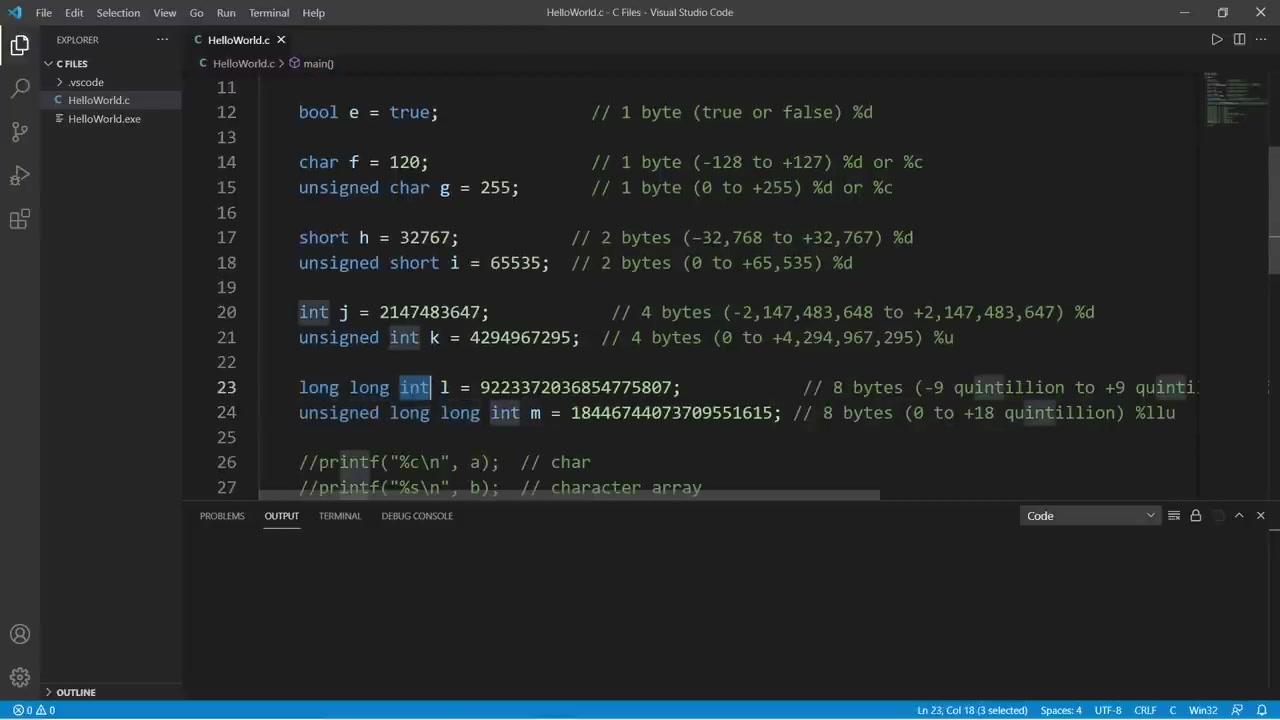 File Edit Selection View Go Run Terminal Help HelloWorld.c - C Files - Visual Studio Code
EXPLORER
C FILES
.vscode
HelloWorld.c
HelloWorld.exe
OUTLINE
HelloWorld.c
HelloWorld.c > main()
11
12 bool e = true; // 1 byte (true or false) %d
13
14 char f = 120; // 1 byte (-128 to +127) %d or %c
15 unsigned char g = 255; // 1 byte (0 to +255) %d or %c
16
17 short h = 32767; // 2 bytes (−32,768 to +32,767) %d
18 unsigned short i = 65535; // 2 bytes (0 to +65,535) %d
19
20 int j = 2147483647; // 4 bytes (-2,147,483,648 to +2,147,483,647) %d
21 unsigned int k = 4294967295; // 4 bytes (0 to +4,294,967,295) %u
22
23 long long int l = 9223372036854775807; // 8 bytes (-9 quintillion to +9 quinti
24 unsigned long long int m = 18446744073709551615; // 8 bytes (0 to +18 quintillion) %llu
25
26 //printf("%c\n", a); // char
27 //printf("%s\n", b); // character array
PROBLEMS OUTPUT TERMINAL DEBUG CONSOLE Code
0 0 Ln 23, Col 18 (3 selected) Spaces: 4 UTF-8 CRLF C Win32